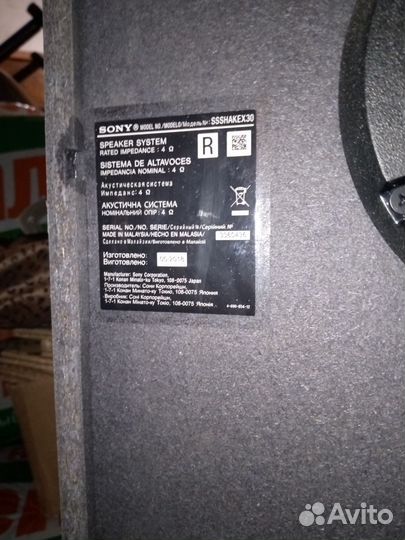 SONY® MODEL NO./MODELO/Модель №: SSSHAKEX30
SPEAKER SYSTEM
RATED IMPEDANCE : 4 Ω
R
SISTEMA DE ALTAVOCES
IMPEDANCIA NOMINAL : 4 Ω
Акустическая система
Импеданс: 4 Ω
АКУСТИЧНА СИСТЕМА
НОМІНАЛЬНИЙ ОПІР : 4 Ω
SERIAL NO./NO. SERIE/Серийный №/Серійний №
MADE IN MALAYSIA/HECHO EN MALASIA/
Сделано в Малайзии/Виготовлено в Малайзії
Изготовлено:
Виготовлено:
05-2018
Manufacturer: Sony Corporation,
1-7-1 Konan Minato-ku Tokyo, 108-0075 Japan
Производитель: Сони Корпорейшн,
1-7-1 Конан Минато-ку Токио, 108-0075 Япония
Виробник: Соні Корпорейшн,
1-7-1 Конан Мінато-ку Токіо, 108-0075 Японія
Avito